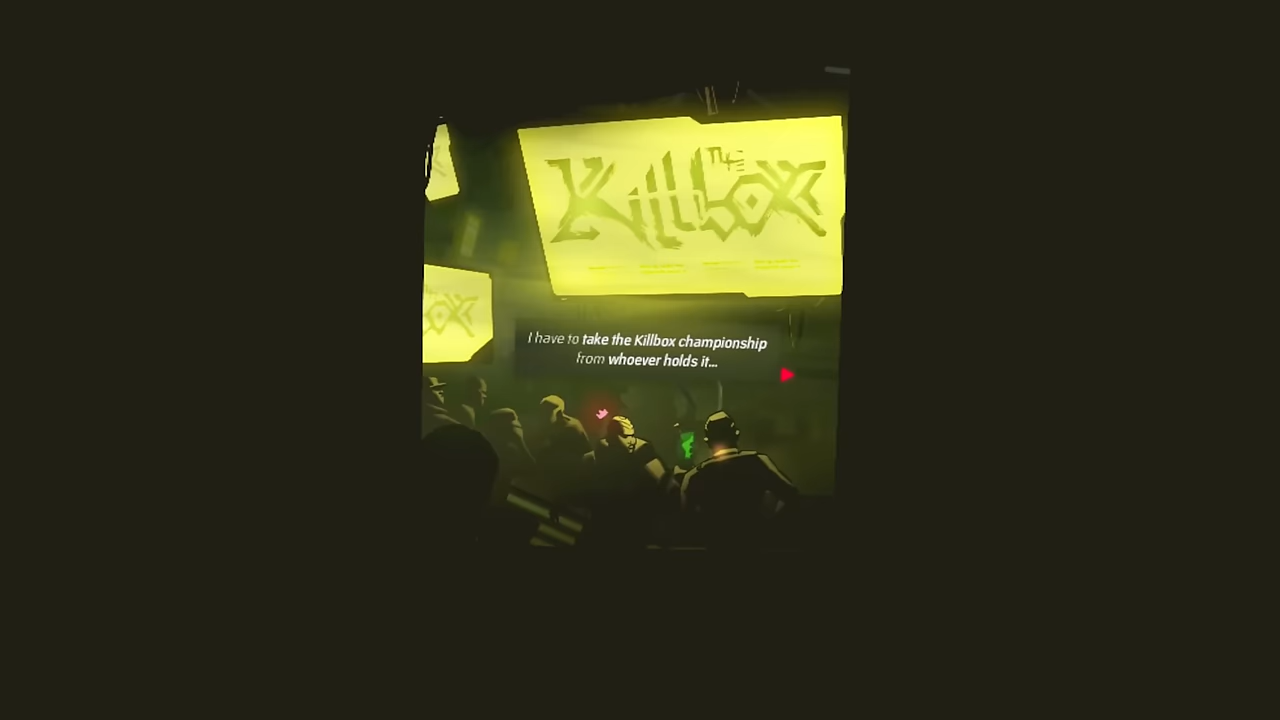 THE
Killbox
I have to take the Killbox championship
from whoever holds it...